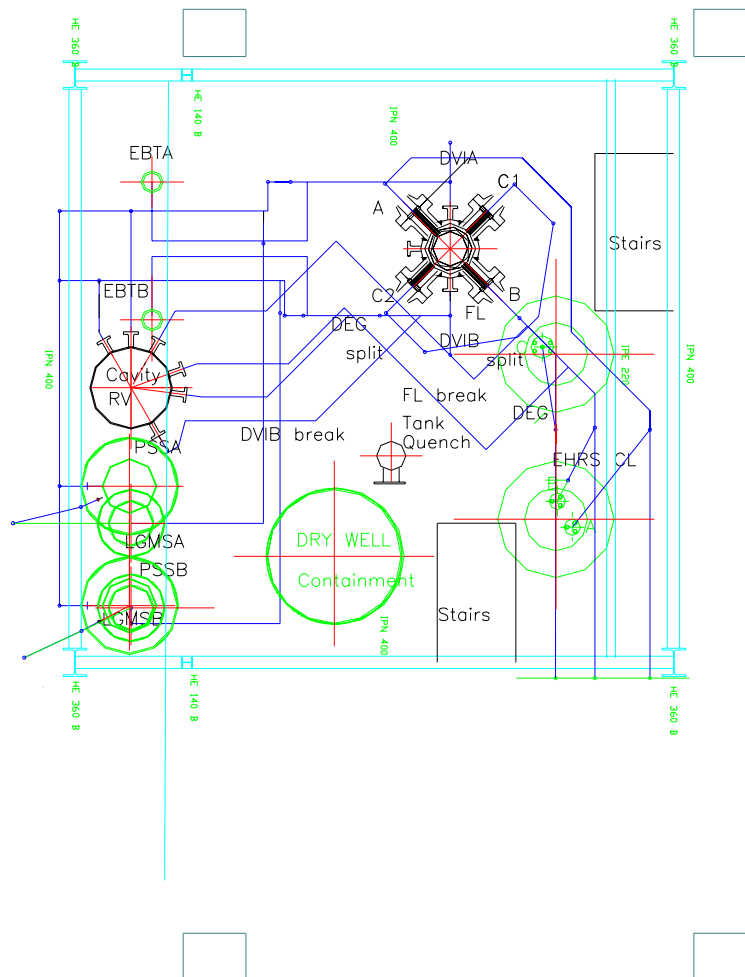 HE 360 B
HE 360 B
HE 140 B
IPN 400
EBTA
DVIA
C1
A
Stairs
EBTB
C2
B
FL
DEG
DVIB
split
split
IPN 400
IPE 220
IPN 400
Cavity
RV
FL break
DEG
Tank
Quench
DVIB break
PSSA
EHRS CL
B
A
LGMSA
DRY WELL
PSSB
Containment
LGMSB
Stairs
IPN 400
HE 360 B
HE 140 B
HE 360 B